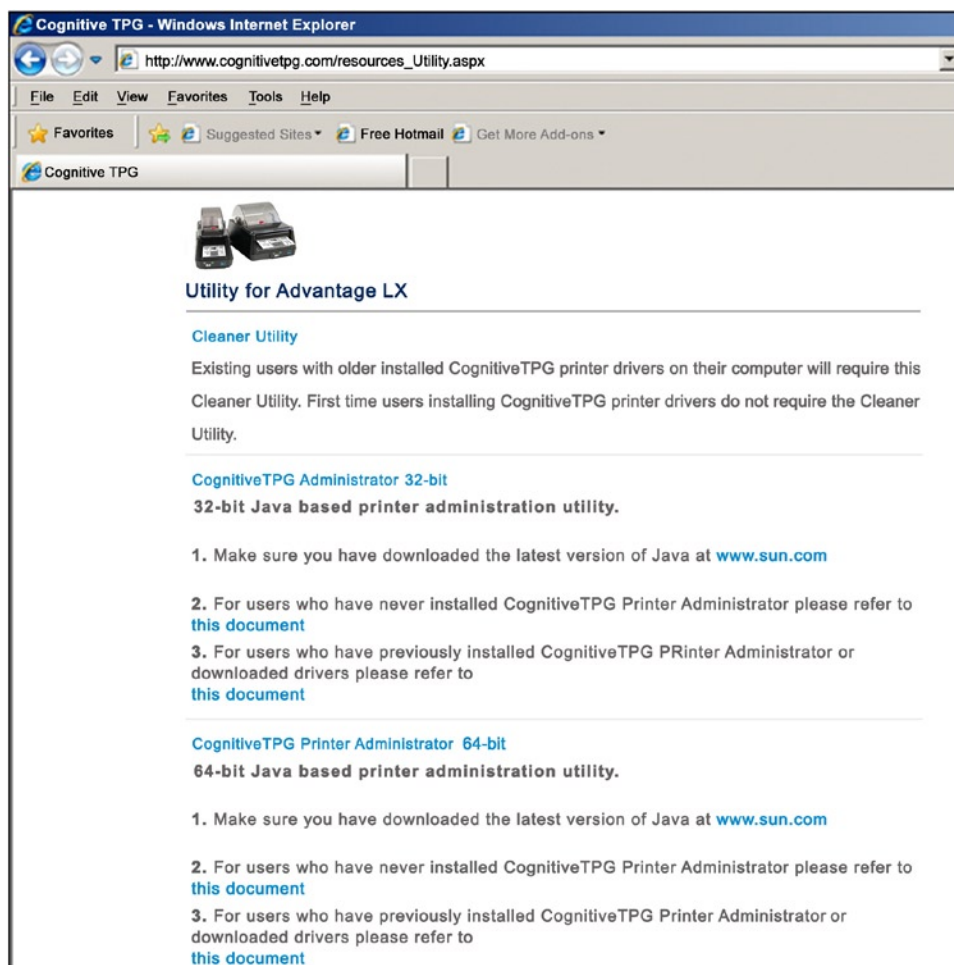 Cognitive TPG - Windows Internet Explorer
http://www.cognitivetpg.com/resources_Utility.aspx
File Edit View Favorites Tools Help
Favorites Suggested Sites Free Hotmail Get More Add-ons
Cognitive TPG
Utility for Advantage LX
Cleaner Utility
Existing users with older installed CognitiveTPG printer drivers on their computer will require this
Cleaner Utility. First time users installing CognitiveTPG printer drivers do not require the Cleaner
Utility.
CognitiveTPG Administrator 32-bit
32-bit Java based printer administration utility.
1. Make sure you have downloaded the latest version of Java at www.sun.com
2. For users who have never installed CognitiveTPG Printer Administrator please refer to
this document
3. For users who have previously installed CognitiveTPG PRinter Administrator or
downloaded drivers please refer to
this document
CognitiveTPG Printer Administrator 64-bit
64-bit Java based printer administration utility.
1. Make sure you have downloaded the latest version of Java at www.sun.com
2. For users who have never installed CognitiveTPG Printer Administrator please refer to
this document
3. For users who have previously installed CognitiveTPG Printer Administrator or
downloaded drivers please refer to
this document